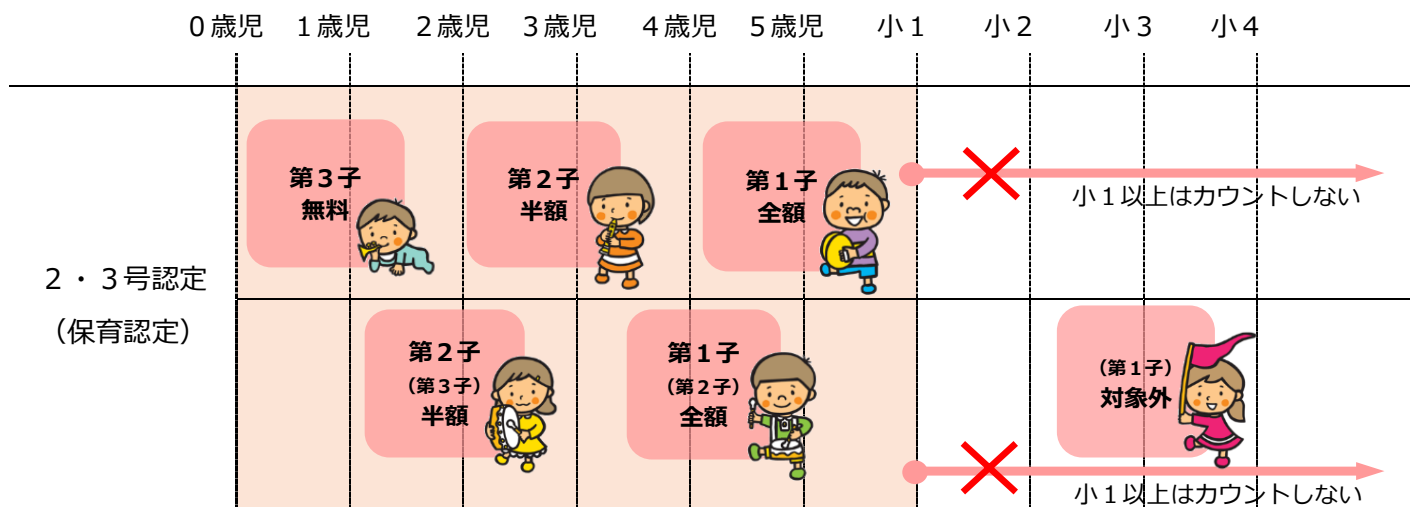 ０歳児 １歳児 ２歳児 ３歳児 ４歳児 ５歳児 小１ 小２ 小３ 小４
２・３号認定
（保育認定）
第３子
無料
第２子
半額
第１子
全額
小１以上はカウントしない
第２子
（第３子）
半額
第１子
（第２子）
全額
（第１子）
対象外
小１以上はカウントしない